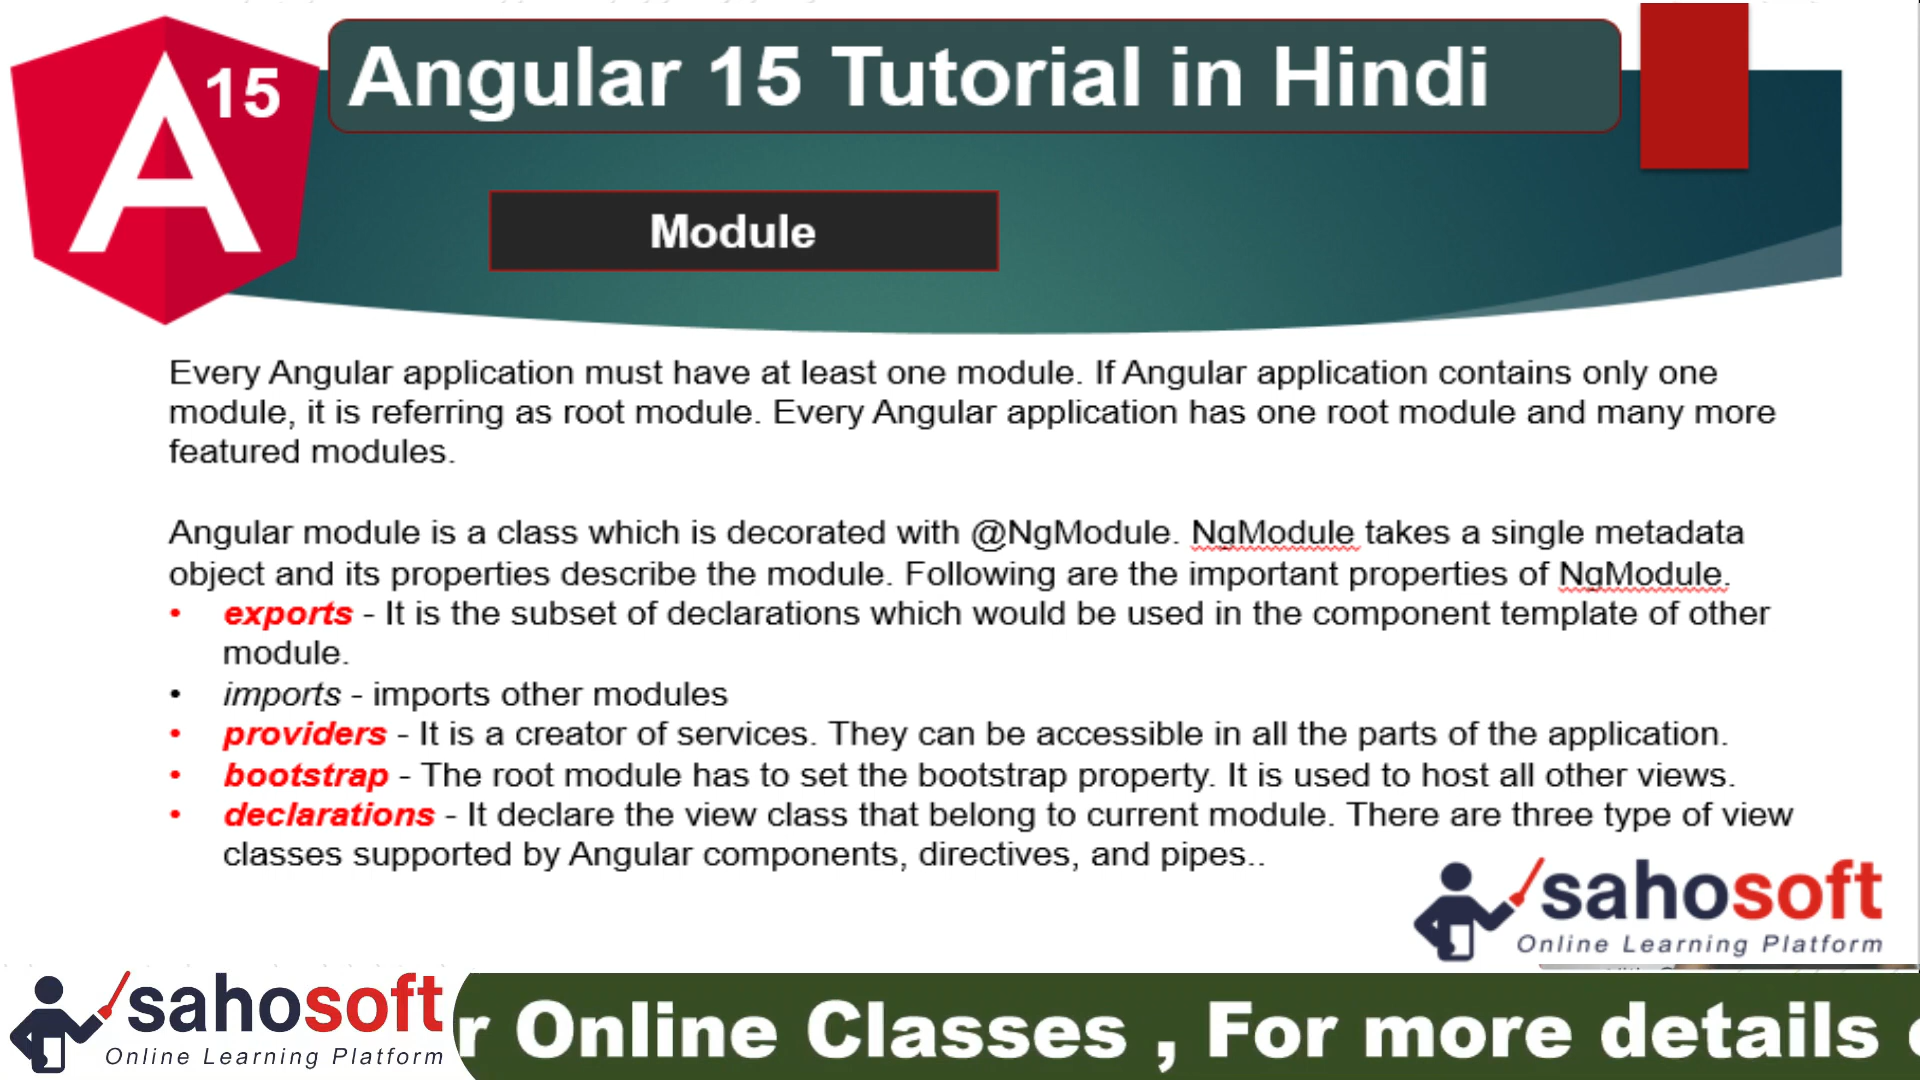 15
Angular 15 Tutorial in Hindi
Module
Every Angular application must have at least one module. If Angular application contains only one
module, it is referring as root module. Every Angular application has one root module and many more
featured modules.
Angular module is a class which is decorated with @NgModule. NgModule takes a single metadata
object and its properties describe the module. Following are the important properties of NgModule.
• exports - It is the subset of declarations which would be used in the component template of other
module.
• imports - imports other modules
• providers - It is a creator of services. They can be accessible in all the parts of the application.
• bootstrap - The root module has to set the bootstrap property. It is used to host all other views.
• declarations - It declare the view class that belong to current module. There are three type of view
classes supported by Angular components, directives, and pipes..
sahosoft
Online Learning Platform
sahosoft
Online Learning Platform
r Online Classes , For more details